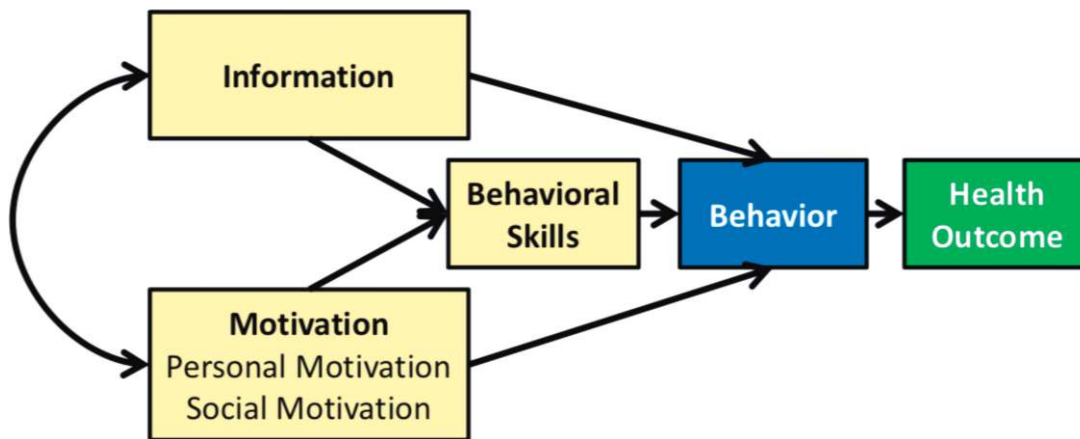 Information
Behavioral
Skills
Behavior
Health
Outcome
Motivation
Personal Motivation
Social Motivation